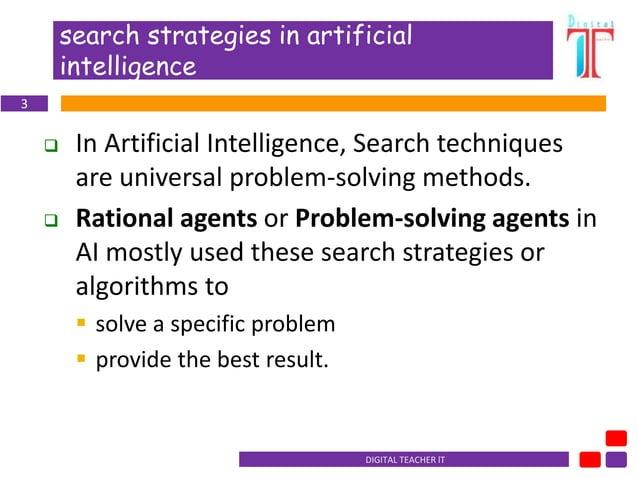 search strategies in artificial
intelligence
Digital
3
❑ In Artificial Intelligence, Search techniques
are universal problem-solving methods.
❑ Rational agents or Problem-solving agents in
AI mostly used these search strategies or
algorithms to
▪ solve a specific problem
▪ provide the best result.
DIGITAL TEACHER IT